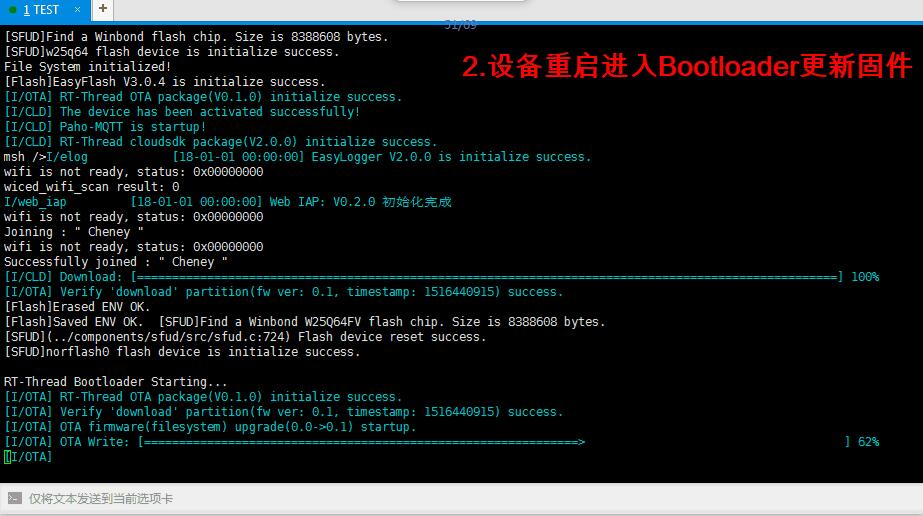 1 TEST × +
51/89
[SFUD]Find a Winbond flash chip. Size is 8388608 bytes.
[SFUD]w25q64 flash device is initialize success.
File System initialized!
2.设备重启进入Bootloader更新固件
[Flash]EasyFlash V3.0.4 is initialize success.
[I/OTA] RT-Thread OTA package(V0.1.0) initialize success.
[I/CLD] The device has been activated successfully!
[I/CLD] Paho-MQTT is startup!
[I/CLD] RT-Thread cloudsdk package(V2.0.0) initialize success.
msh />I/elog [18-01-01 00:00:00] EasyLogger V2.0.0 is initialize success.
wifi is not ready, status: 0x00000000
wiced_wifi_scan result: 0
I/web_iap [18-01-01 00:00:00] Web IAP: V0.2.0 初始化完成
wifi is not ready, status: 0x00000000
Joining : " Cheney "
wifi is not ready, status: 0x00000000
Successfully joined : " Cheney "
[I/CLD] Download: [====================================================================================================] 100%
[I/OTA] Verify 'download' partition(fw ver: 0.1, timestamp: 1516440915) success.
[Flash]Erased ENV OK.
[Flash]Saved ENV OK. [SFUD]Find a Winbond W25Q64FV flash chip. Size is 8388608 bytes.
[SFUD](../components/sfud/src/sfud.c:724) Flash device reset success.
[SFUD]norflash0 flash device is initialize success.
RT-Thread Bootloader Starting...
[I/OTA] RT-Thread OTA package(V0.1.0) initialize success.
[I/OTA] Verify 'download' partition(fw ver: 0.1, timestamp: 1516440915) success.
[I/OTA] OTA firmware(filesystem) upgrade(0.0->0.1) startup.
[I/OTA] OTA Write: [==============================================================> ] 62%
[I/OTA]
仅将文本发送到当前选项卡